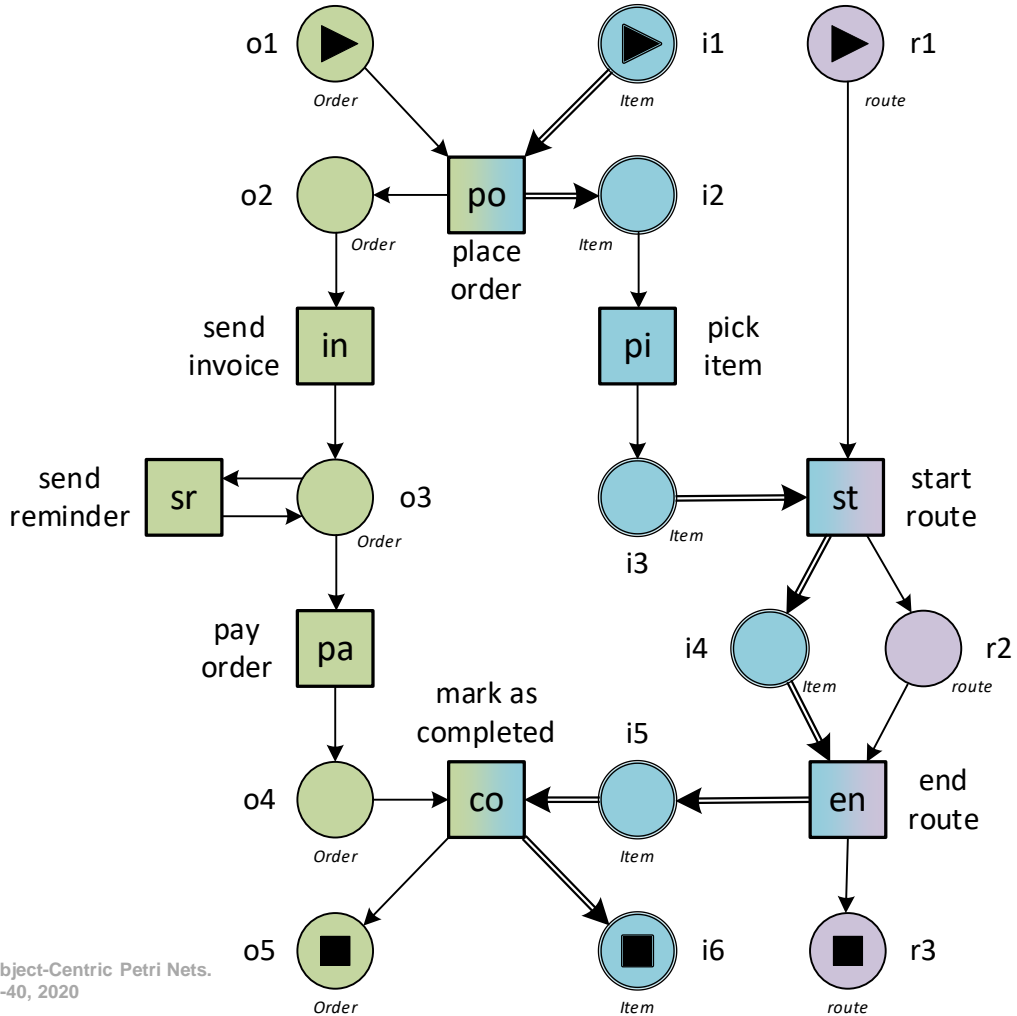 o1
i1
r1
Order
Item
route
o2
po
i2
Order
place
order
Item
send
invoice
in
pi
pick
item
send
reminder
sr
o3
Order
i3
Item
st
start
route
pay
order
pa
i4
Item
r2
route
mark as
completed
o4
Order
co
i5
Item
en
end
route
o5
Order
i6
Item
r3
route
bject-Centric Petri Nets.
-40, 2020